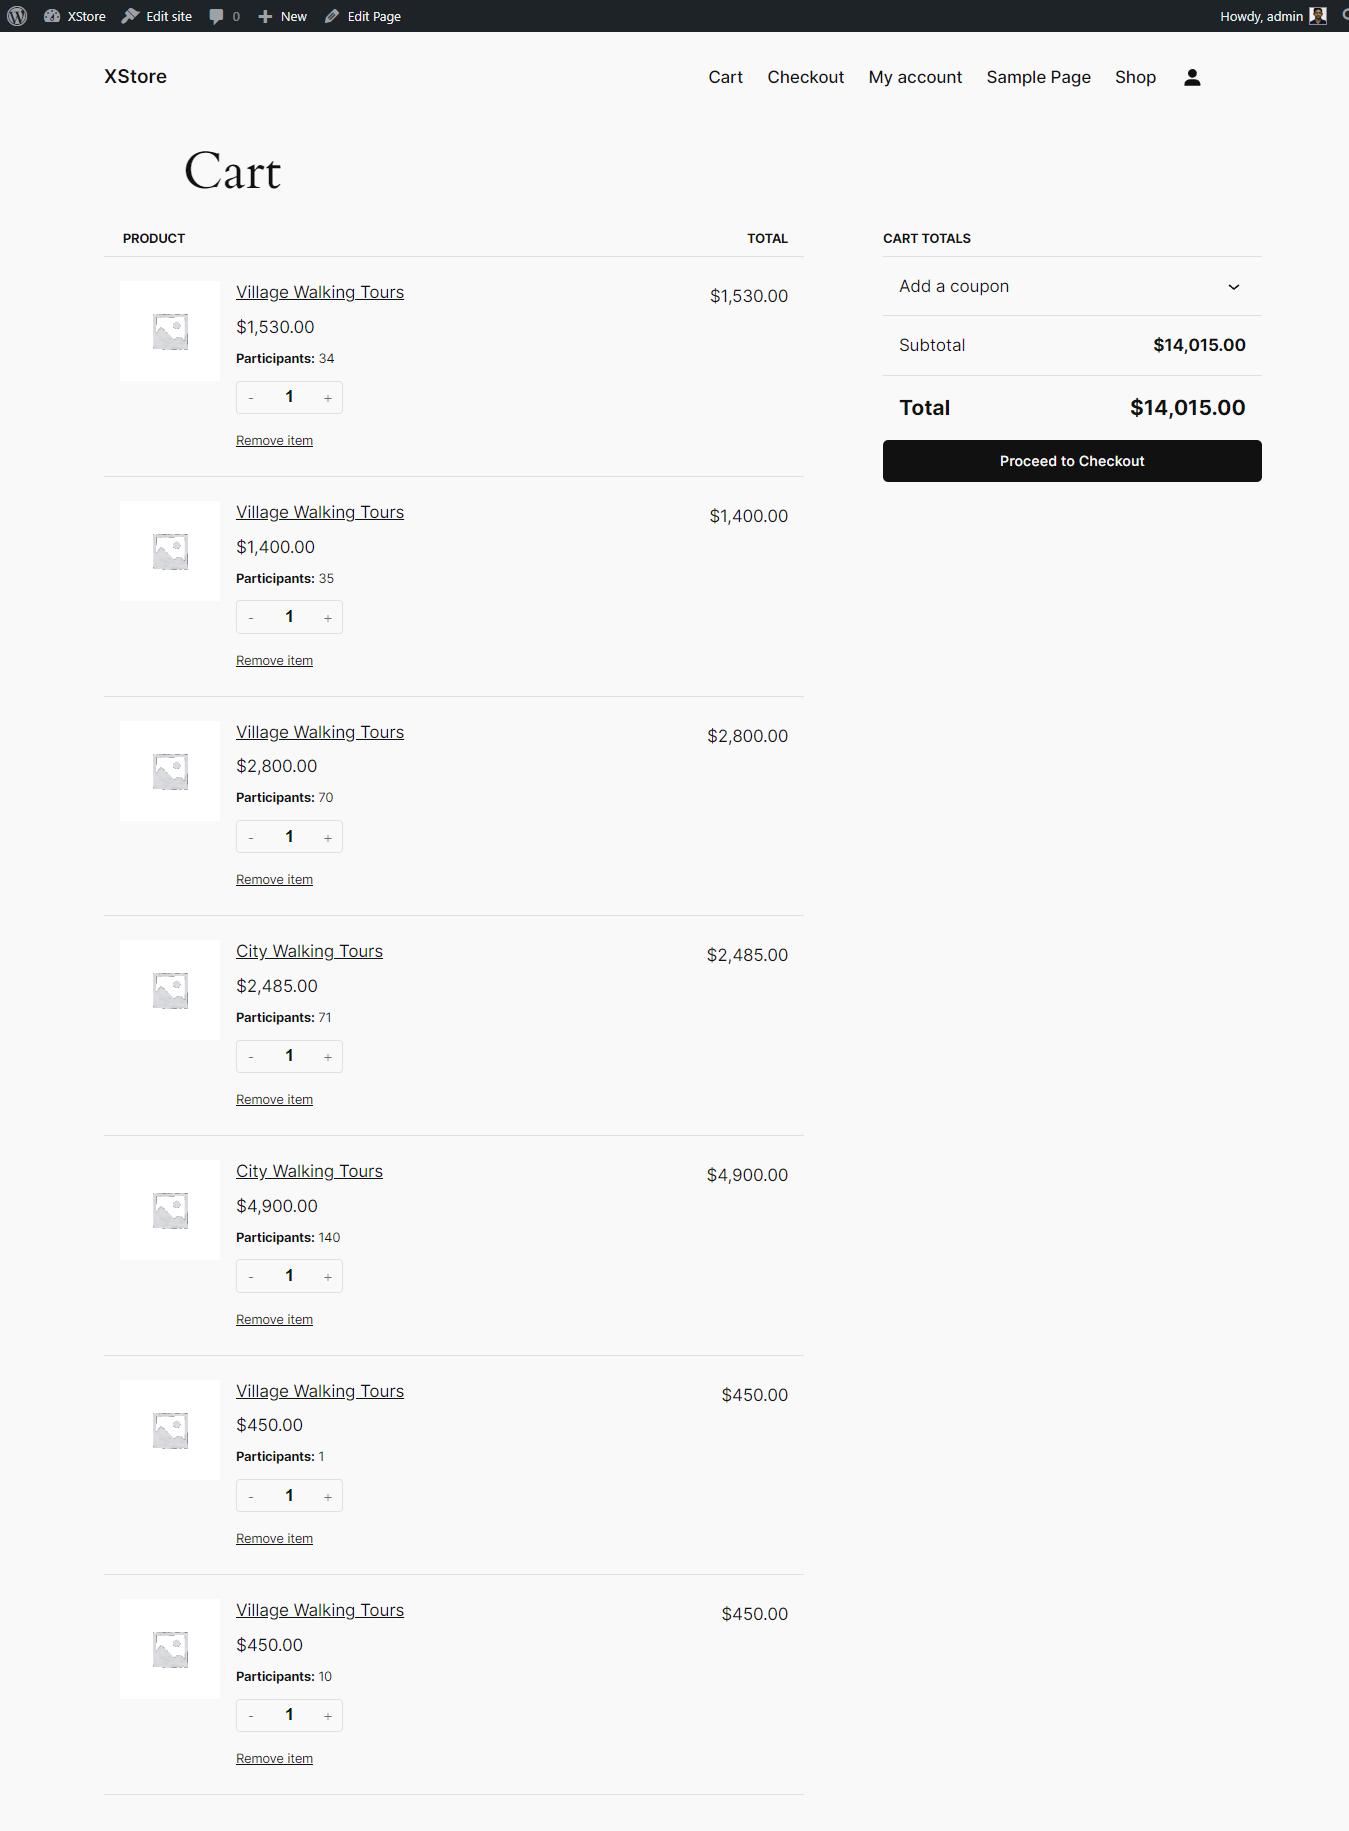 XStore Edit site 0 New Edit Page Howdy, admin
XStore Cart Checkout My account Sample Page Shop
Cart
PRODUCT TOTAL
Village Walking Tours $1,530.00
$1,530.00
Participants: 34
- 1 +
Remove item
Village Walking Tours $1,400.00
$1,400.00
Participants: 35
- 1 +
Remove item
Village Walking Tours $2,800.00
$2,800.00
Participants: 70
- 1 +
Remove item
City Walking Tours $2,485.00
$2,485.00
Participants: 71
- 1 +
Remove item
City Walking Tours $4,900.00
$4,900.00
Participants: 140
- 1 +
Remove item
Village Walking Tours $450.00
$450.00
Participants: 1
- 1 +
Remove item
Village Walking Tours $450.00
$450.00
Participants: 10
- 1 +
Remove item
CART TOTALS
Add a coupon
Subtotal $14,015.00
Total $14,015.00
Proceed to Checkout